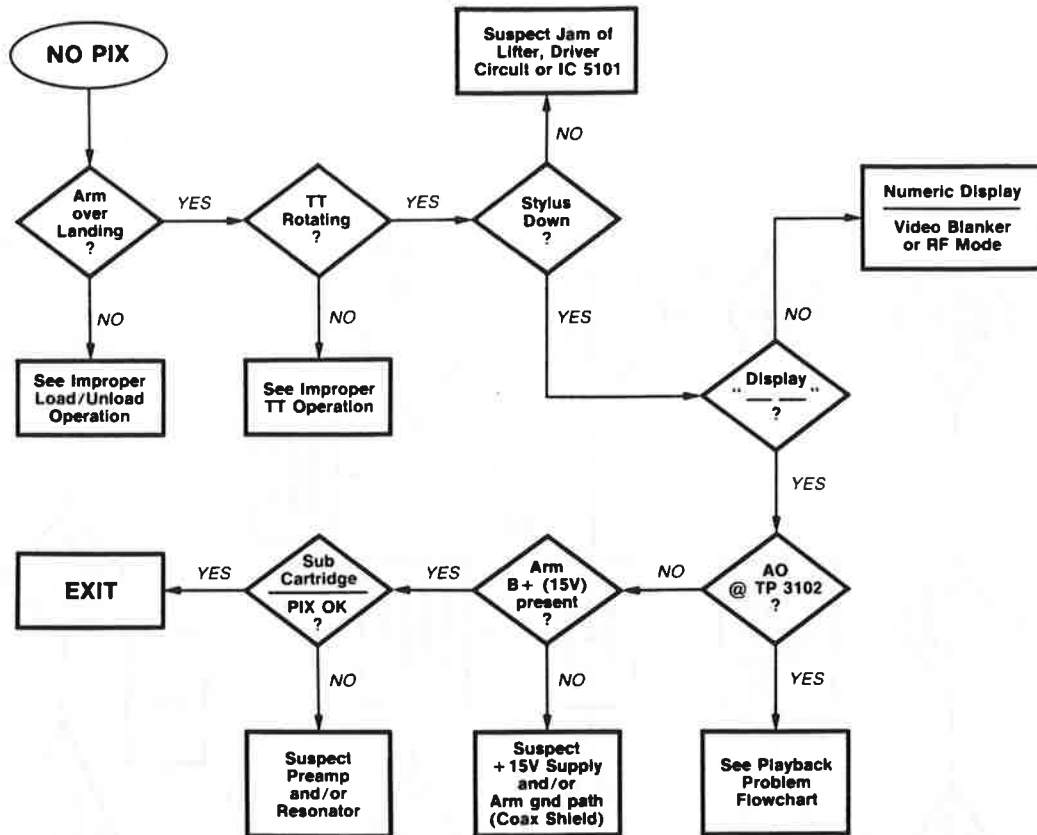 NO PIX
Suspect Jam of
Lifter, Driver
Circuit or IC 5101
NO
Arm
over
Landing
?
YES
TT
Rotating
?
YES
Stylus
Down
?
Numeric Display
Video Blanker
or RF Mode
NO
NO
YES
NO
See Improper
Load/Unload
Operation
See Improper
TT Operation
Display
“ __ __ ”
?
YES
EXIT
YES
Sub
Cartridge
PIX OK
?
YES
Arm
B+ (15V)
present
?
NO
AO
@ TP 3102
?
NO
NO
YES
Suspect
Preamp
and/or
Resonator
Suspect
+15V Supply
and/or
Arm gnd path
(Coax Shield)
See Playback
Problem
Flowchart